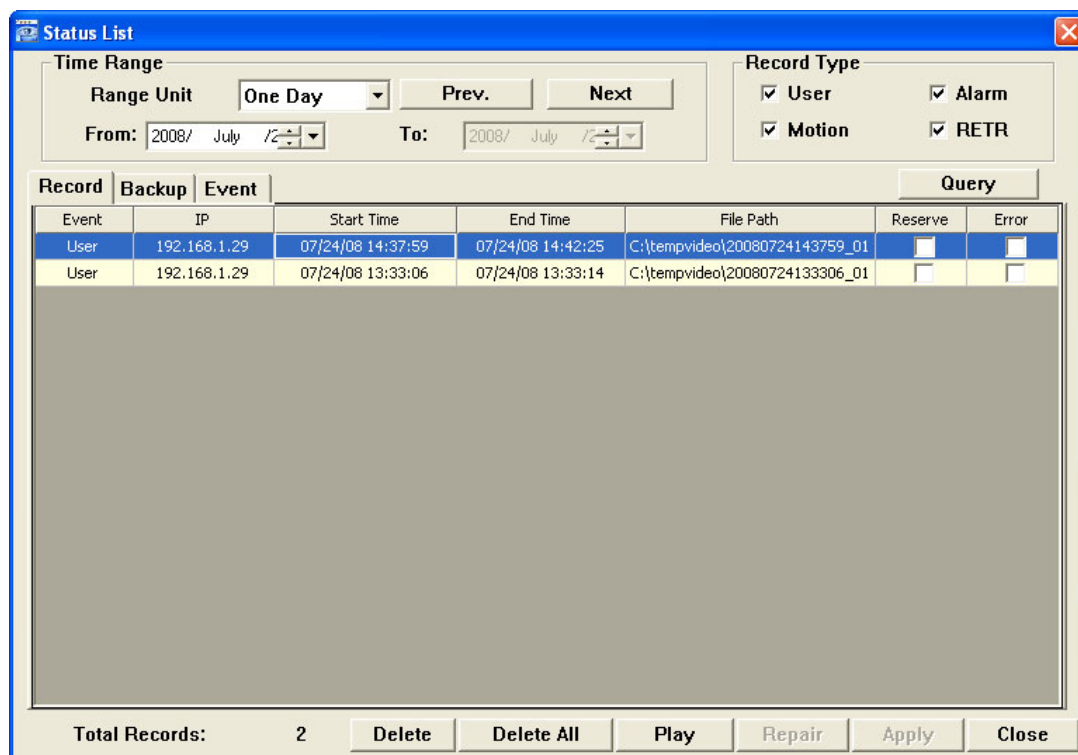 Status List
Time Range
Record Type
Range Unit One Day Prev. Next
User Alarm
From: 2008/ July /2 To: 2008/ July /2
Motion RETR
Record Backup Event
Query
Event IP Start Time End Time File Path Reserve Error
User 192.168.1.29 07/24/08 14:37:59 07/24/08 14:42:25 C:\tempvideo\20080724143759_01
User 192.168.1.29 07/24/08 13:33:06 07/24/08 13:33:14 C:\tempvideo\20080724133306_01
Total Records: 2 Delete Delete All Play Repair Apply Close